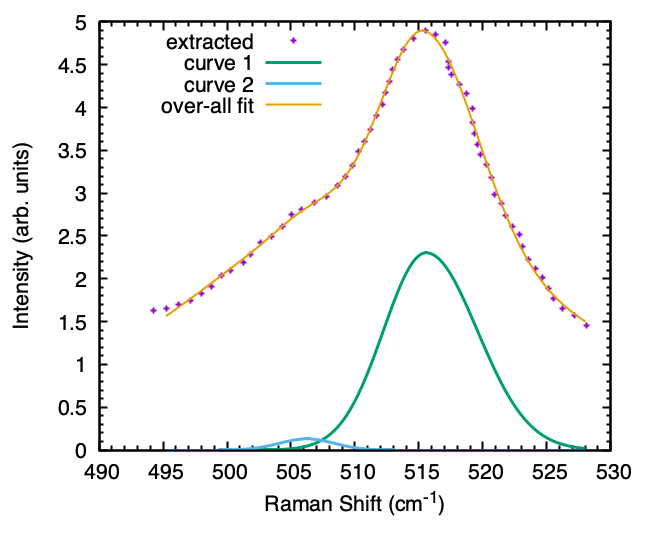 5
4.5
4
3.5
3
2.5
2
1.5
1
0.5
0
extracted
curve 1
curve 2
over-all fit
Intensity (arb. units)
490 495 500 505 510 515 520 525 530
Raman Shift (cm⁻¹)